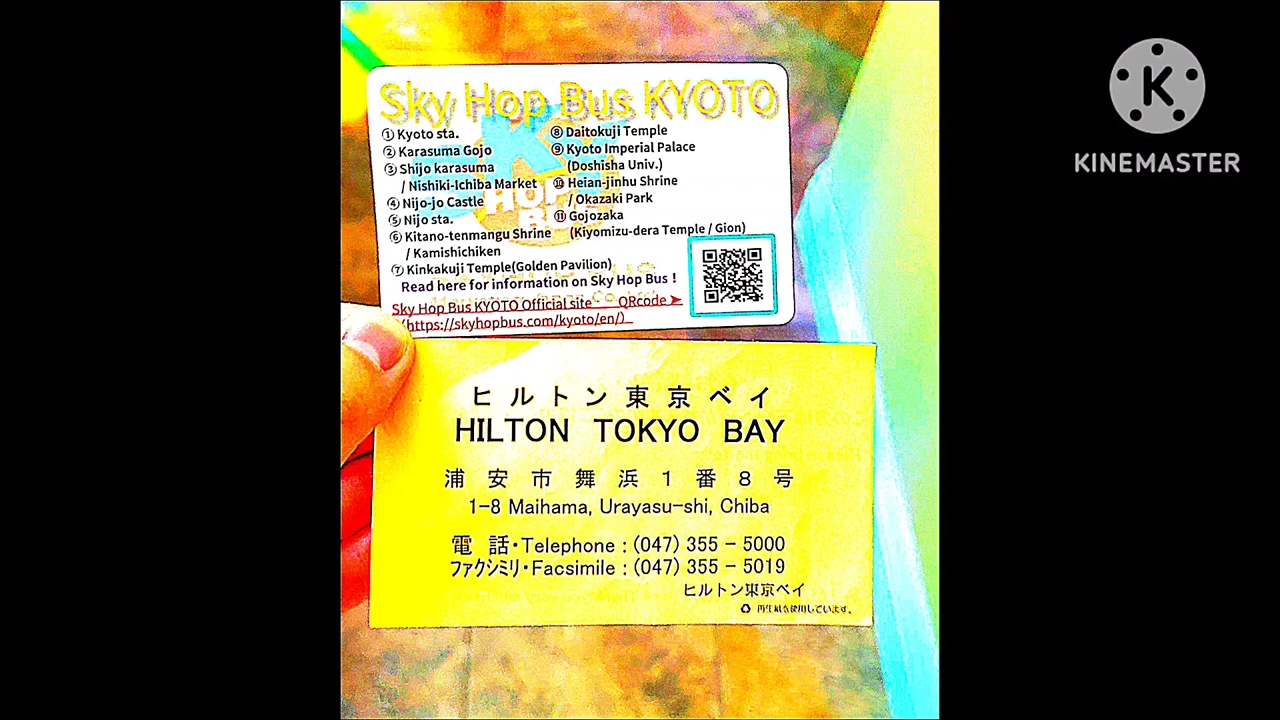 Sky Hop Bus KYOTO
① Kyoto sta.
② Karasuma Gojo
③ Shijo karasuma
/ Nishiki-Ichiba Market
④ Nijo-jo Castle
⑤ Nijo sta.
⑥ Kitano-tenmangu Shrine
/ Kamishichiken
⑦ Kinkakuji Temple(Golden Pavilion)
⑧ Daitokuji Temple
⑨ Kyoto Imperial Palace
(Doshisha Univ.)
⑩ Heian-jinhu Shrine
/ Okazaki Park
⑪ Gojozaka
(Kiyomizu-dera Temple / Gion)
Read here for information on Sky Hop Bus !
Sky Hop Bus KYOTO Official site QRcode ➤
(https://skyhopbus.com/kyoto/en/)
K
HOP
BU
ヒルトン東京ベイ
HILTON TOKYO BAY
浦安市舞浜1番8号
1-8 Maihama, Urayasu-shi, Chiba
電話・Telephone : (047) 355 - 5000
ファクシミリ・Facsimile : (047) 355 - 5019
ヒルトン東京ベイ
再生紙を使用しています。
K
KINEMASTER